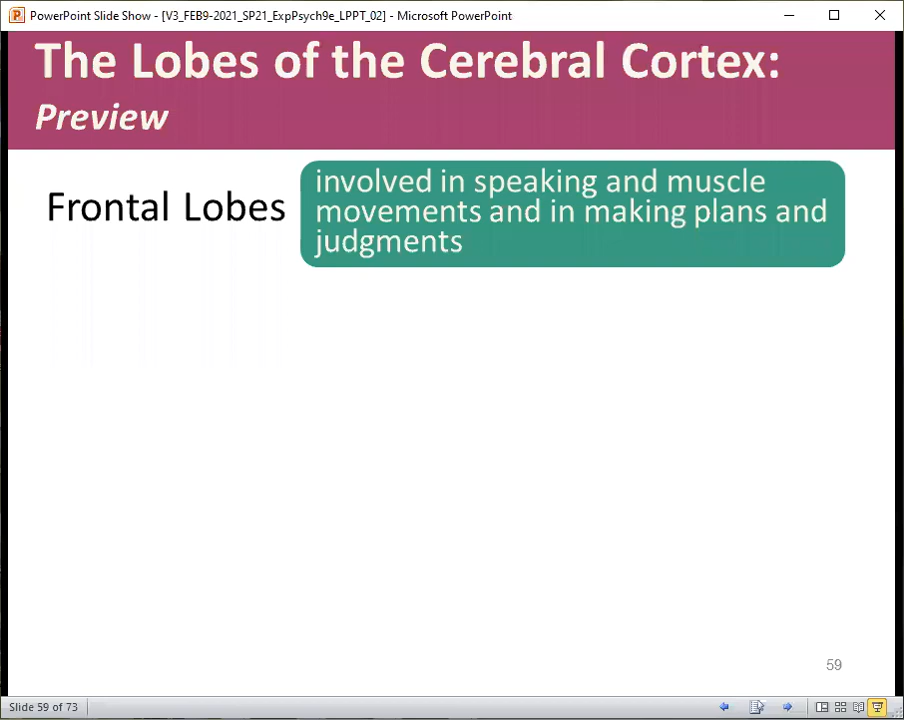 PowerPoint Slide Show - [V3_FEB9-2021_SP21_ExpPsych9e_LPPT_02] - Microsoft PowerPoint
The Lobes of the Cerebral Cortex:
Preview
Frontal Lobes
involved in speaking and muscle
movements and in making plans and
judgments
59
Slide 59 of 73